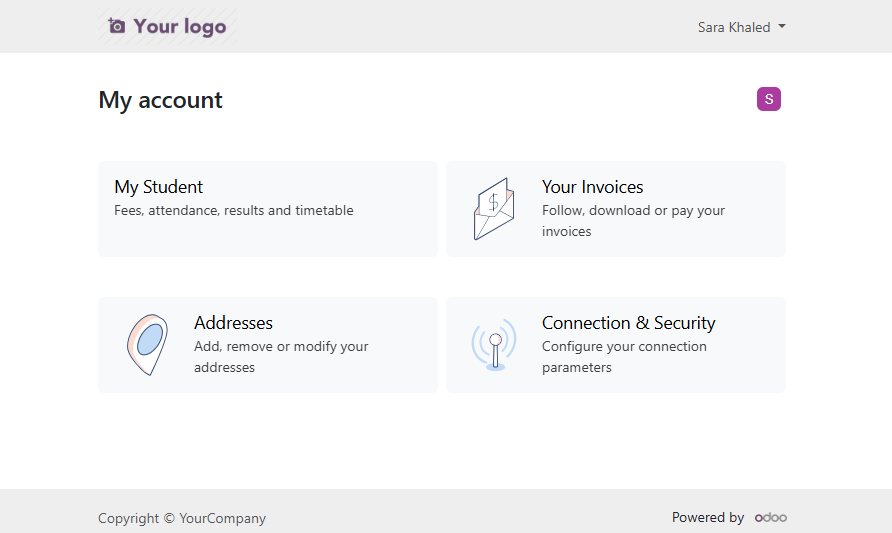 Your logo
Sara Khaled
My account
S
My Student
Fees, attendance, results and timetable
$
Your Invoices
Follow, download or pay your
invoices
Addresses
Add, remove or modify your
addresses
Connection & Security
Configure your connection
parameters
Copyright © YourCompany
Powered by odoo